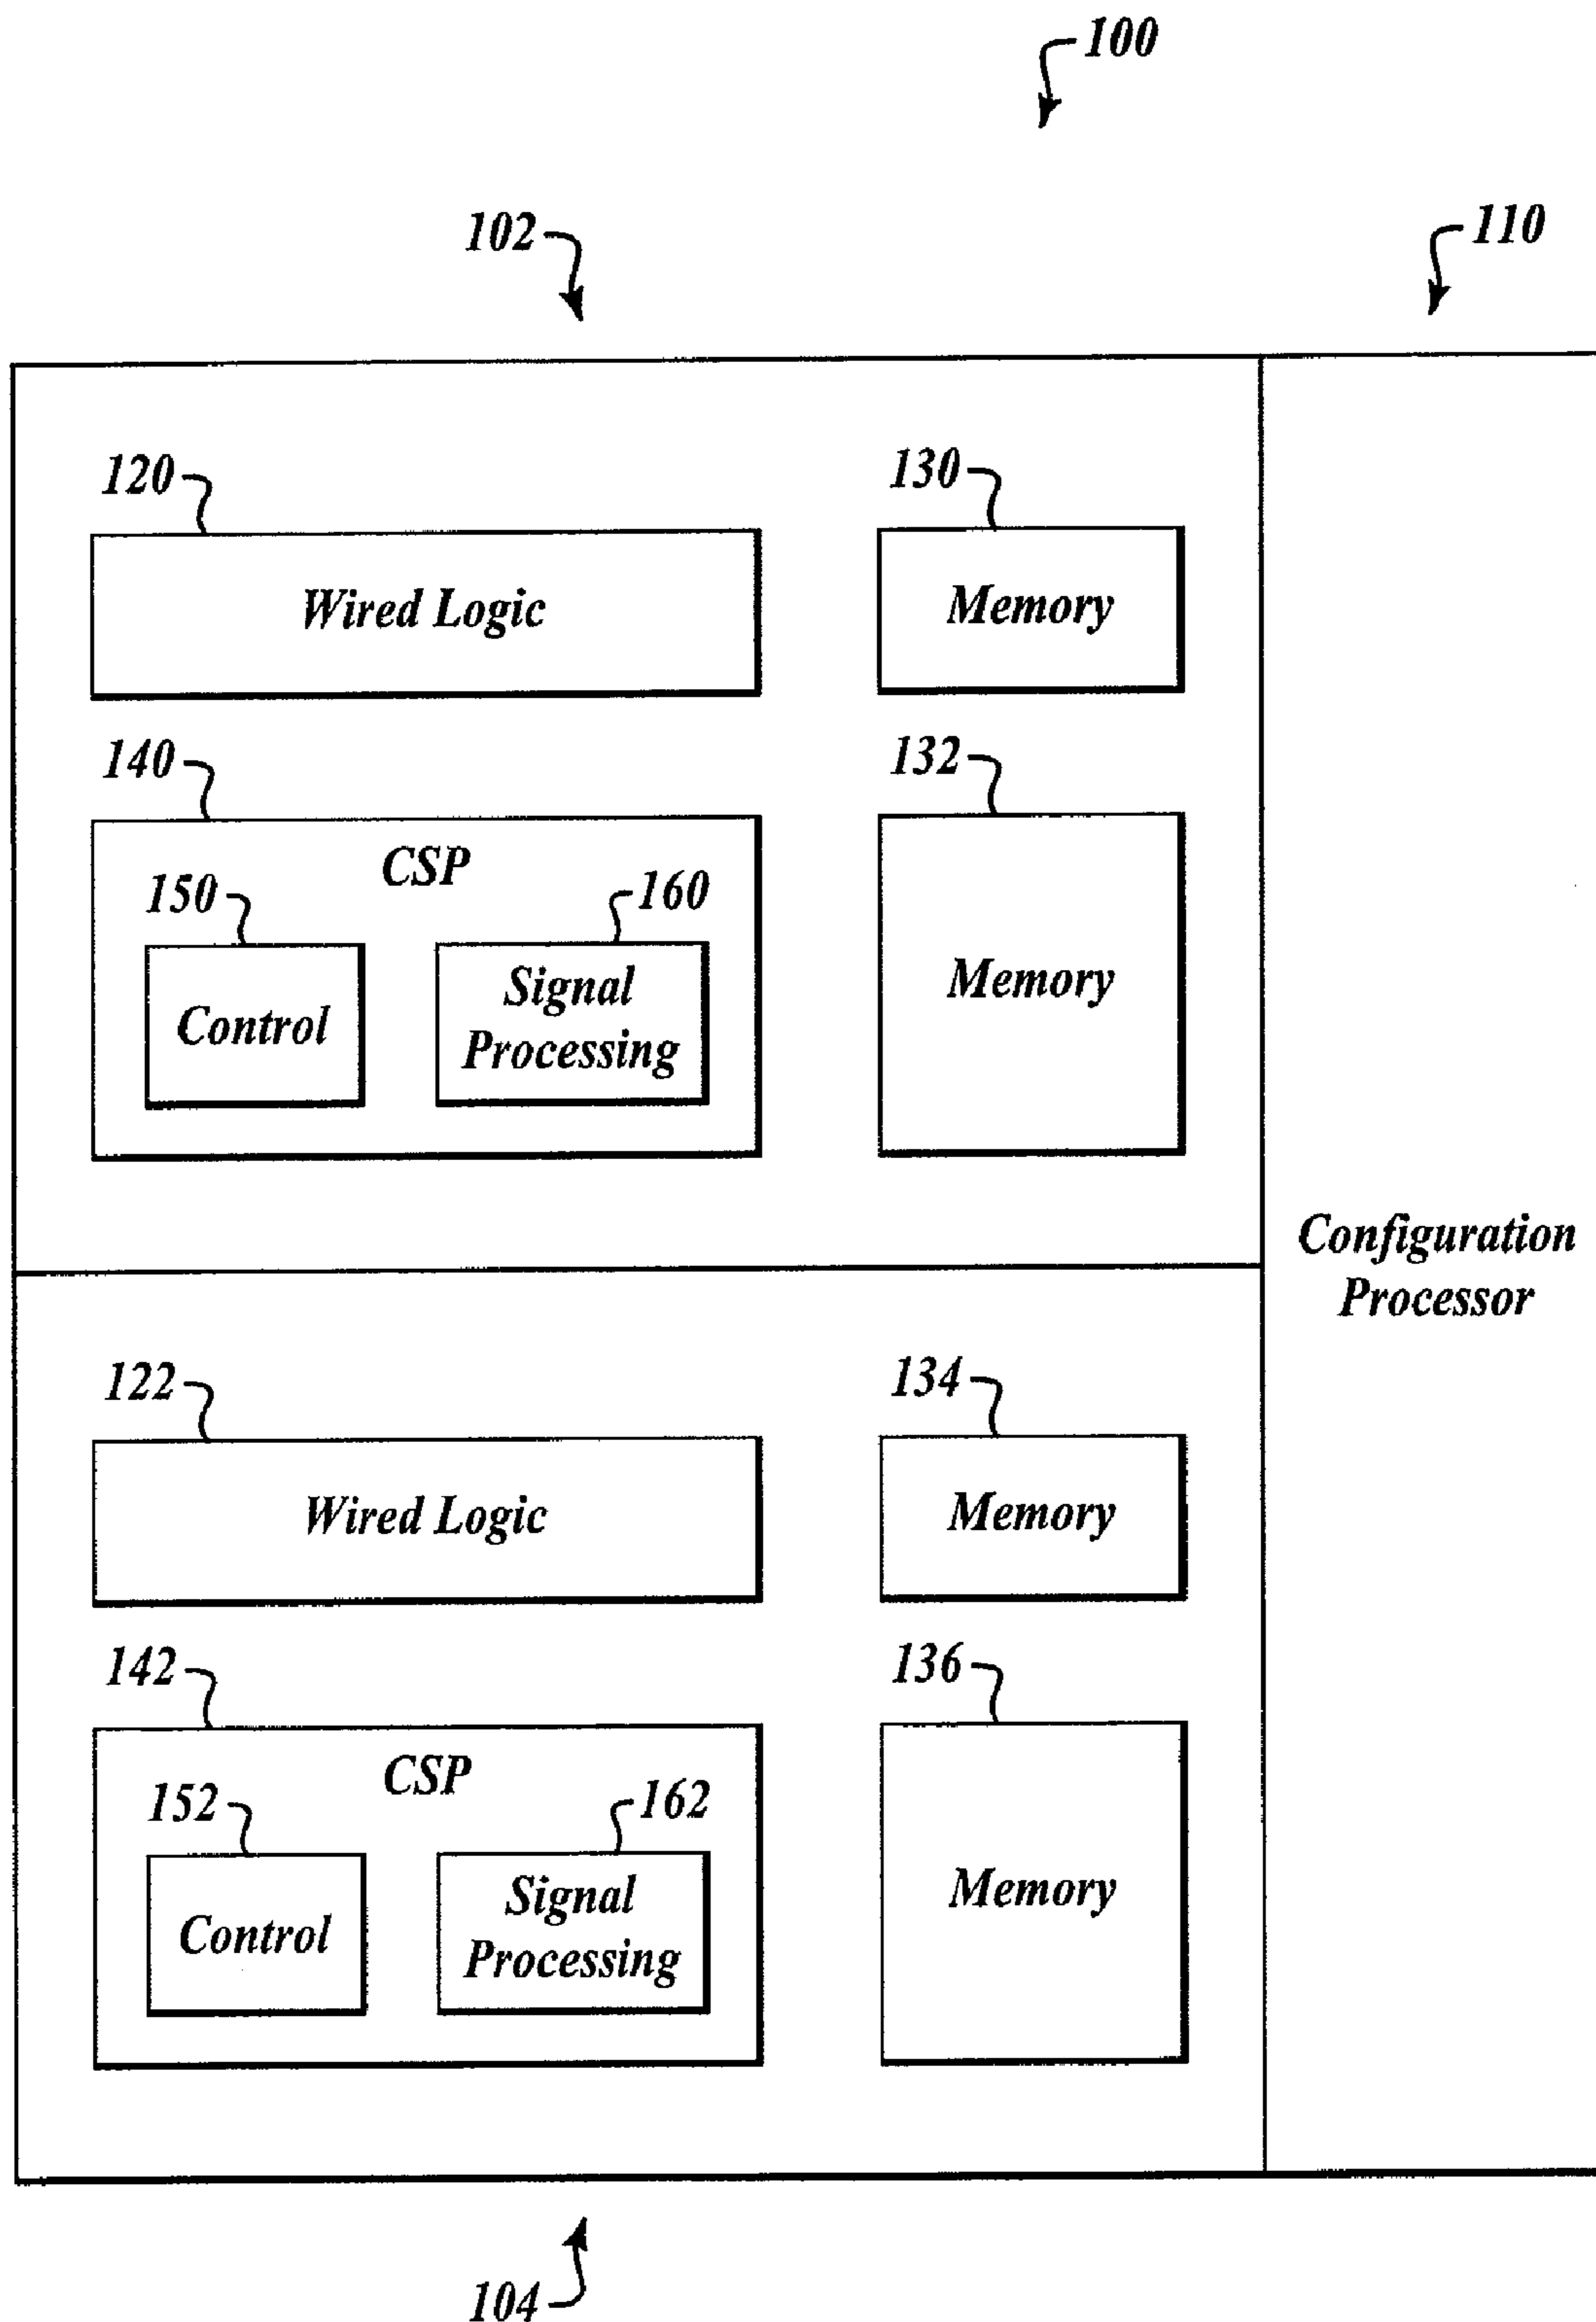 100
102
110
120
130
Wired Logic
Memory
140
132
CSP
150
160
Control
Signal
Processing
Memory
Configuration
Processor
122
134
Wired Logic
Memory
142
136
CSP
152
162
Control
Signal
Processing
Memory
104